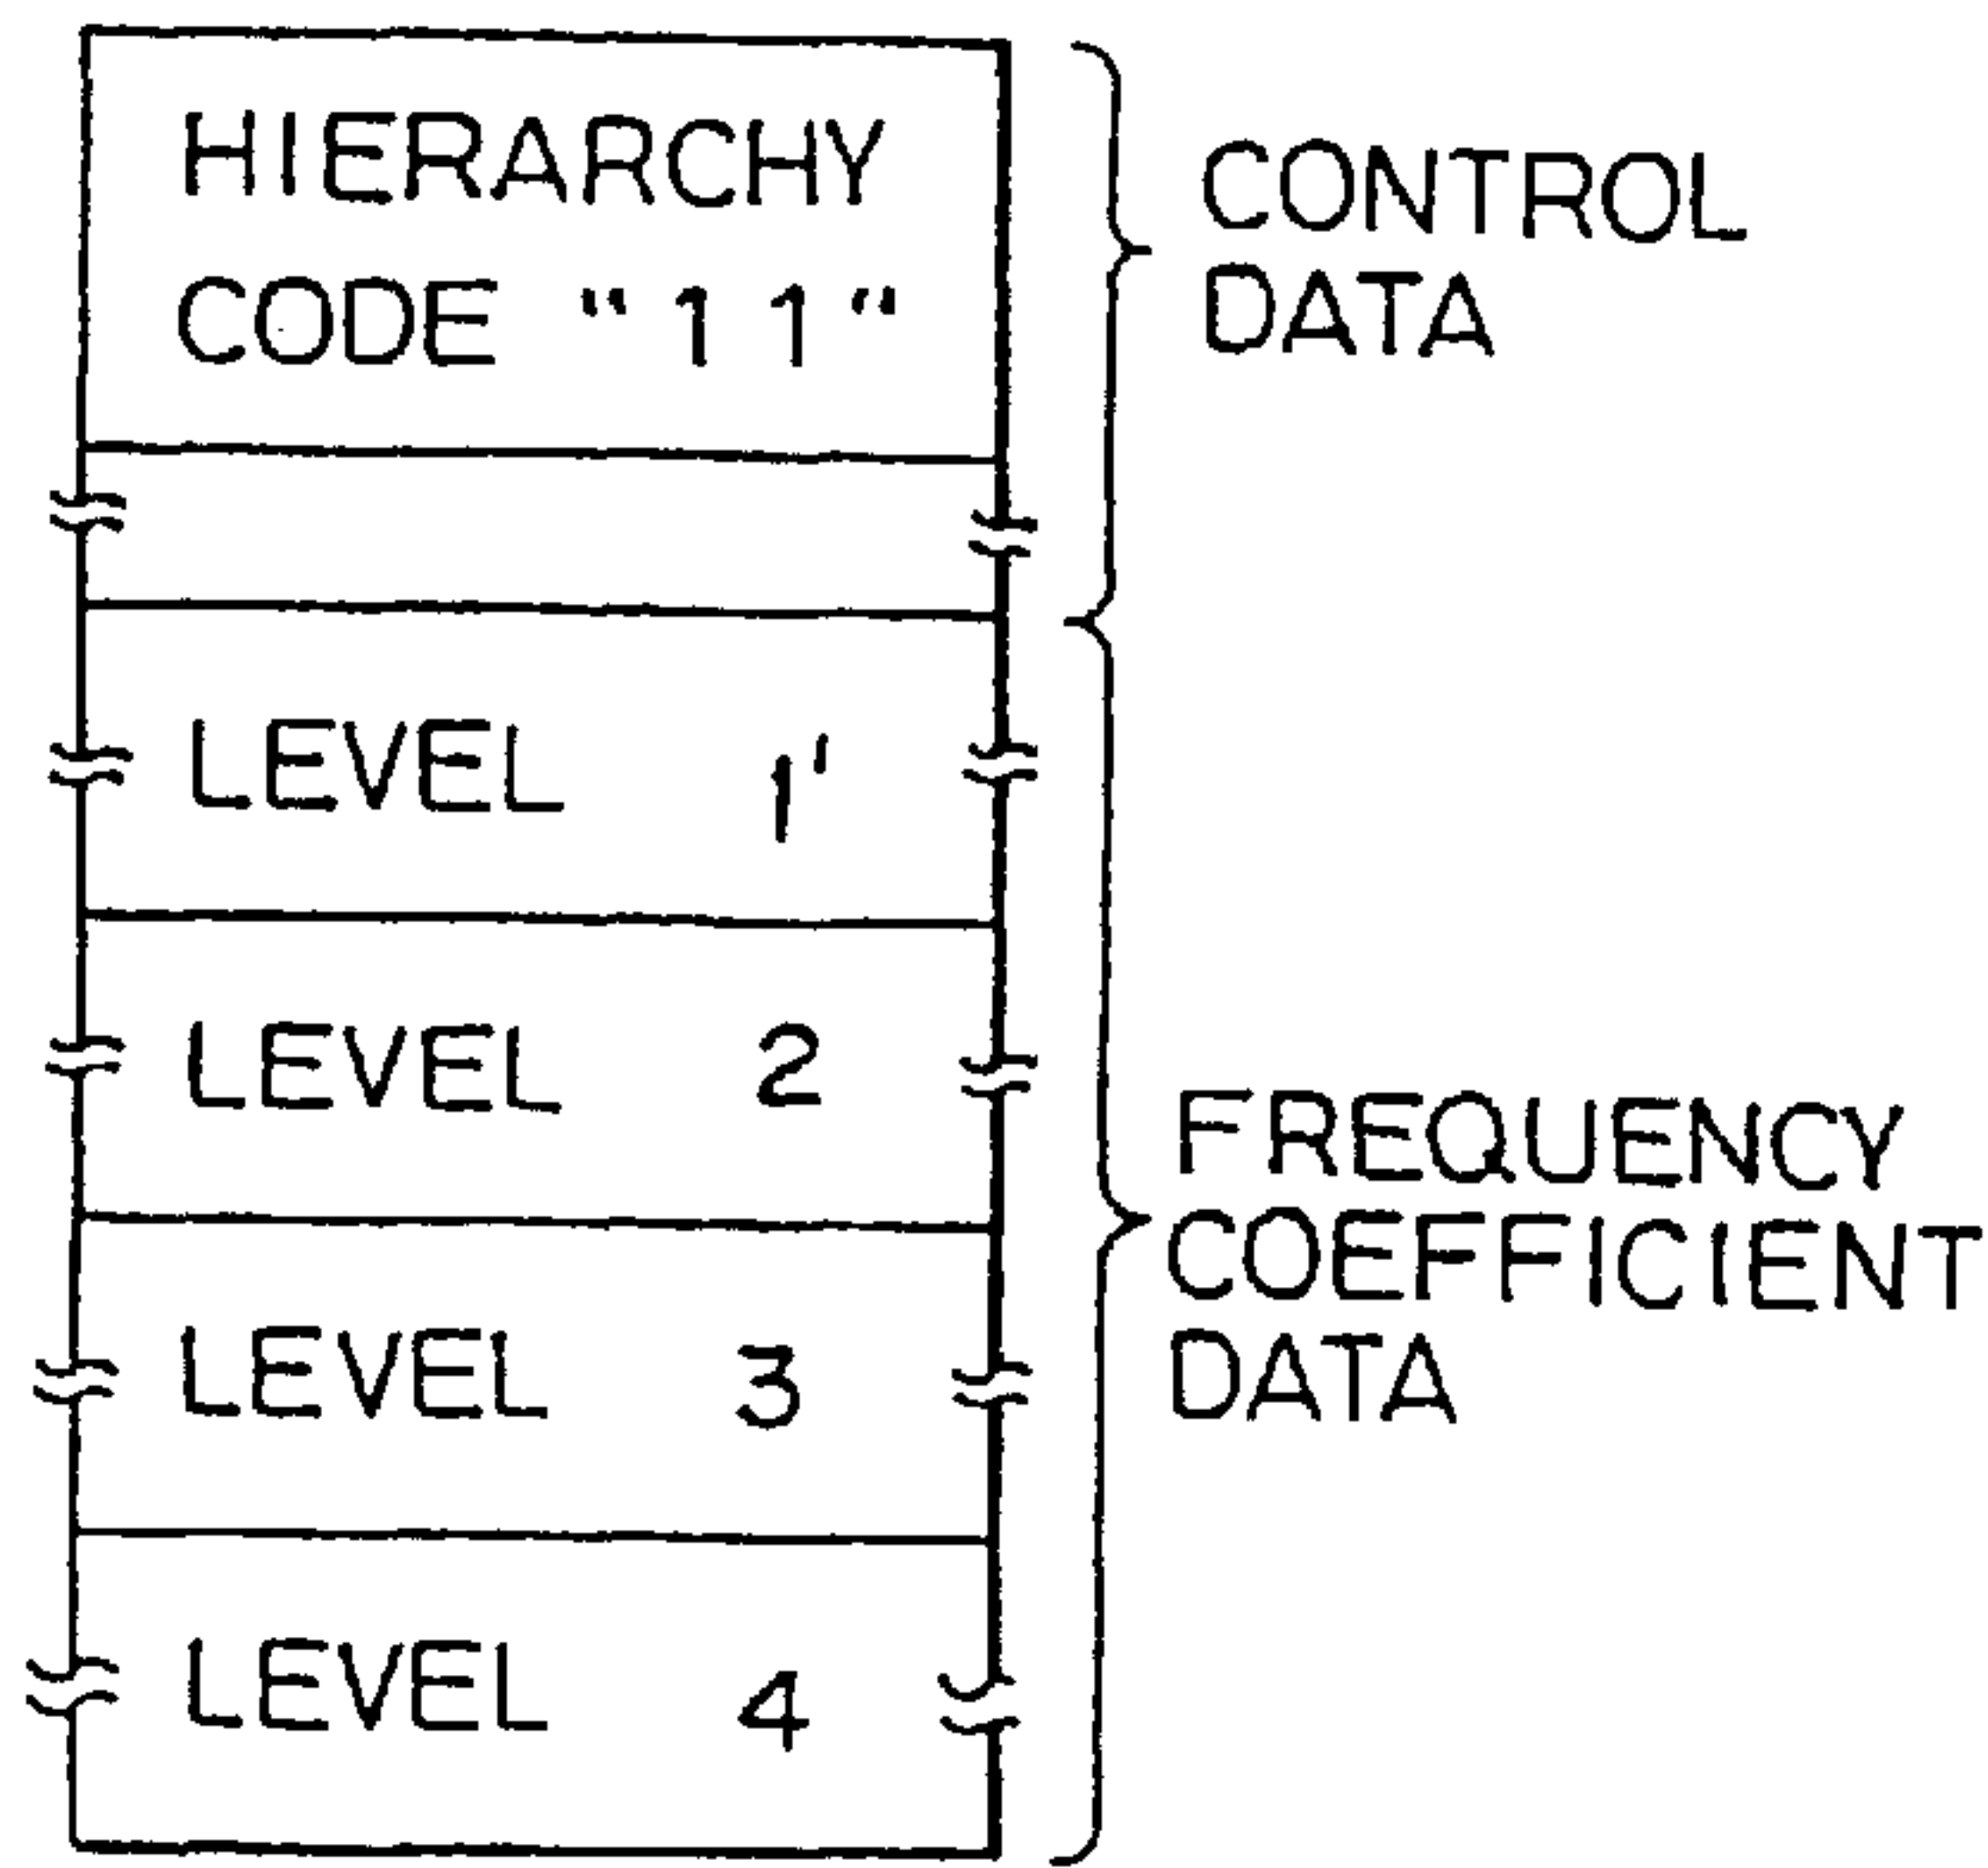 HIERARCHY
CODE "11"
CONTROL
DATA
LEVEL 1'
LEVEL 2
LEVEL 3
LEVEL 4
FREQUENCY
COEFFICIENT
DATA